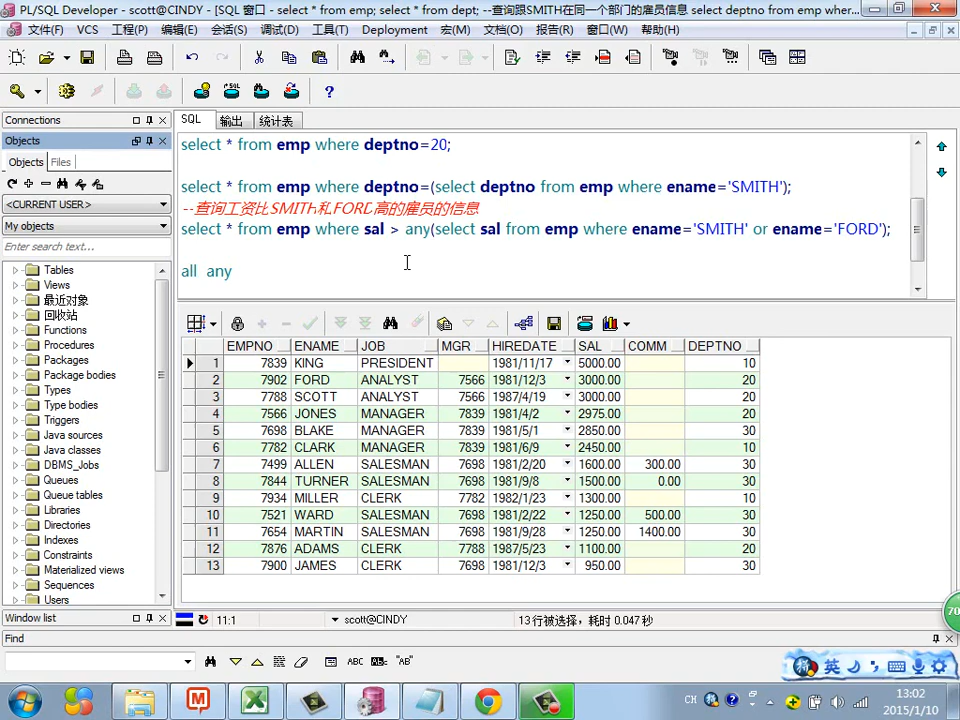 PL/SQL Developer - scott@CINDY - [SQL 窗口 - select * from emp; select * from dept; --查询跟SMITH在同一个部门的雇员信息 select deptno from emp wher...
文件(F) VCS 工程(P) 编辑(E) 会话(S) 调试(D) 工具(T) Deployment 宏(M) 文档(O) 报告(R) 窗口(W) 帮助(H)
Connections
SQL 输出 统计表
Objects
Objects Files
<CURRENT USER>
My objects
Enter search text...
Tables
Views
最近对象
回收站
Functions
Procedures
Packages
Package bodies
Types
Type bodies
Triggers
Java sources
Java classes
DBMS_Jobs
Queues
Queue tables
Libraries
Directories
Indexes
Constraints
Materialized views
Sequences
Users
select * from emp where deptno=20;
select * from emp where deptno=(select deptno from emp where ename='SMITH');
--查询工资比SMITH和FORD高的雇员的信息
select * from emp where sal > any(select sal from emp where ename='SMITH' or ename='FORD');
all any
EMPNO ENAME JOB MGR HIREDATE SAL COMM DEPTNO
1 7839 KING PRESIDENT 1981/11/17 5000.00 10
2 7902 FORD ANALYST 7566 1981/12/3 3000.00 20
3 7788 SCOTT ANALYST 7566 1987/4/19 3000.00 20
4 7566 JONES MANAGER 7839 1981/4/2 2975.00 20
5 7698 BLAKE MANAGER 7839 1981/5/1 2850.00 30
6 7782 CLARK MANAGER 7839 1981/6/9 2450.00 10
7 7499 ALLEN SALESMAN 7698 1981/2/20 1600.00 300.00 30
8 7844 TURNER SALESMAN 7698 1981/9/8 1500.00 0.00 30
9 7934 MILLER CLERK 7782 1982/1/23 1300.00 10
10 7521 WARD SALESMAN 7698 1981/2/22 1250.00 500.00 30
11 7654 MARTIN SALESMAN 7698 1981/9/28 1250.00 1400.00 30
12 7876 ADAMS CLERK 7788 1987/5/23 1100.00 20
13 7900 JAMES CLERK 7698 1981/12/3 950.00 30
Window list
11:1 scott@CINDY 13行被选择，耗时 0.047 秒
70
Find
ABC "AB"
英
CH
13:02
2015/1/10